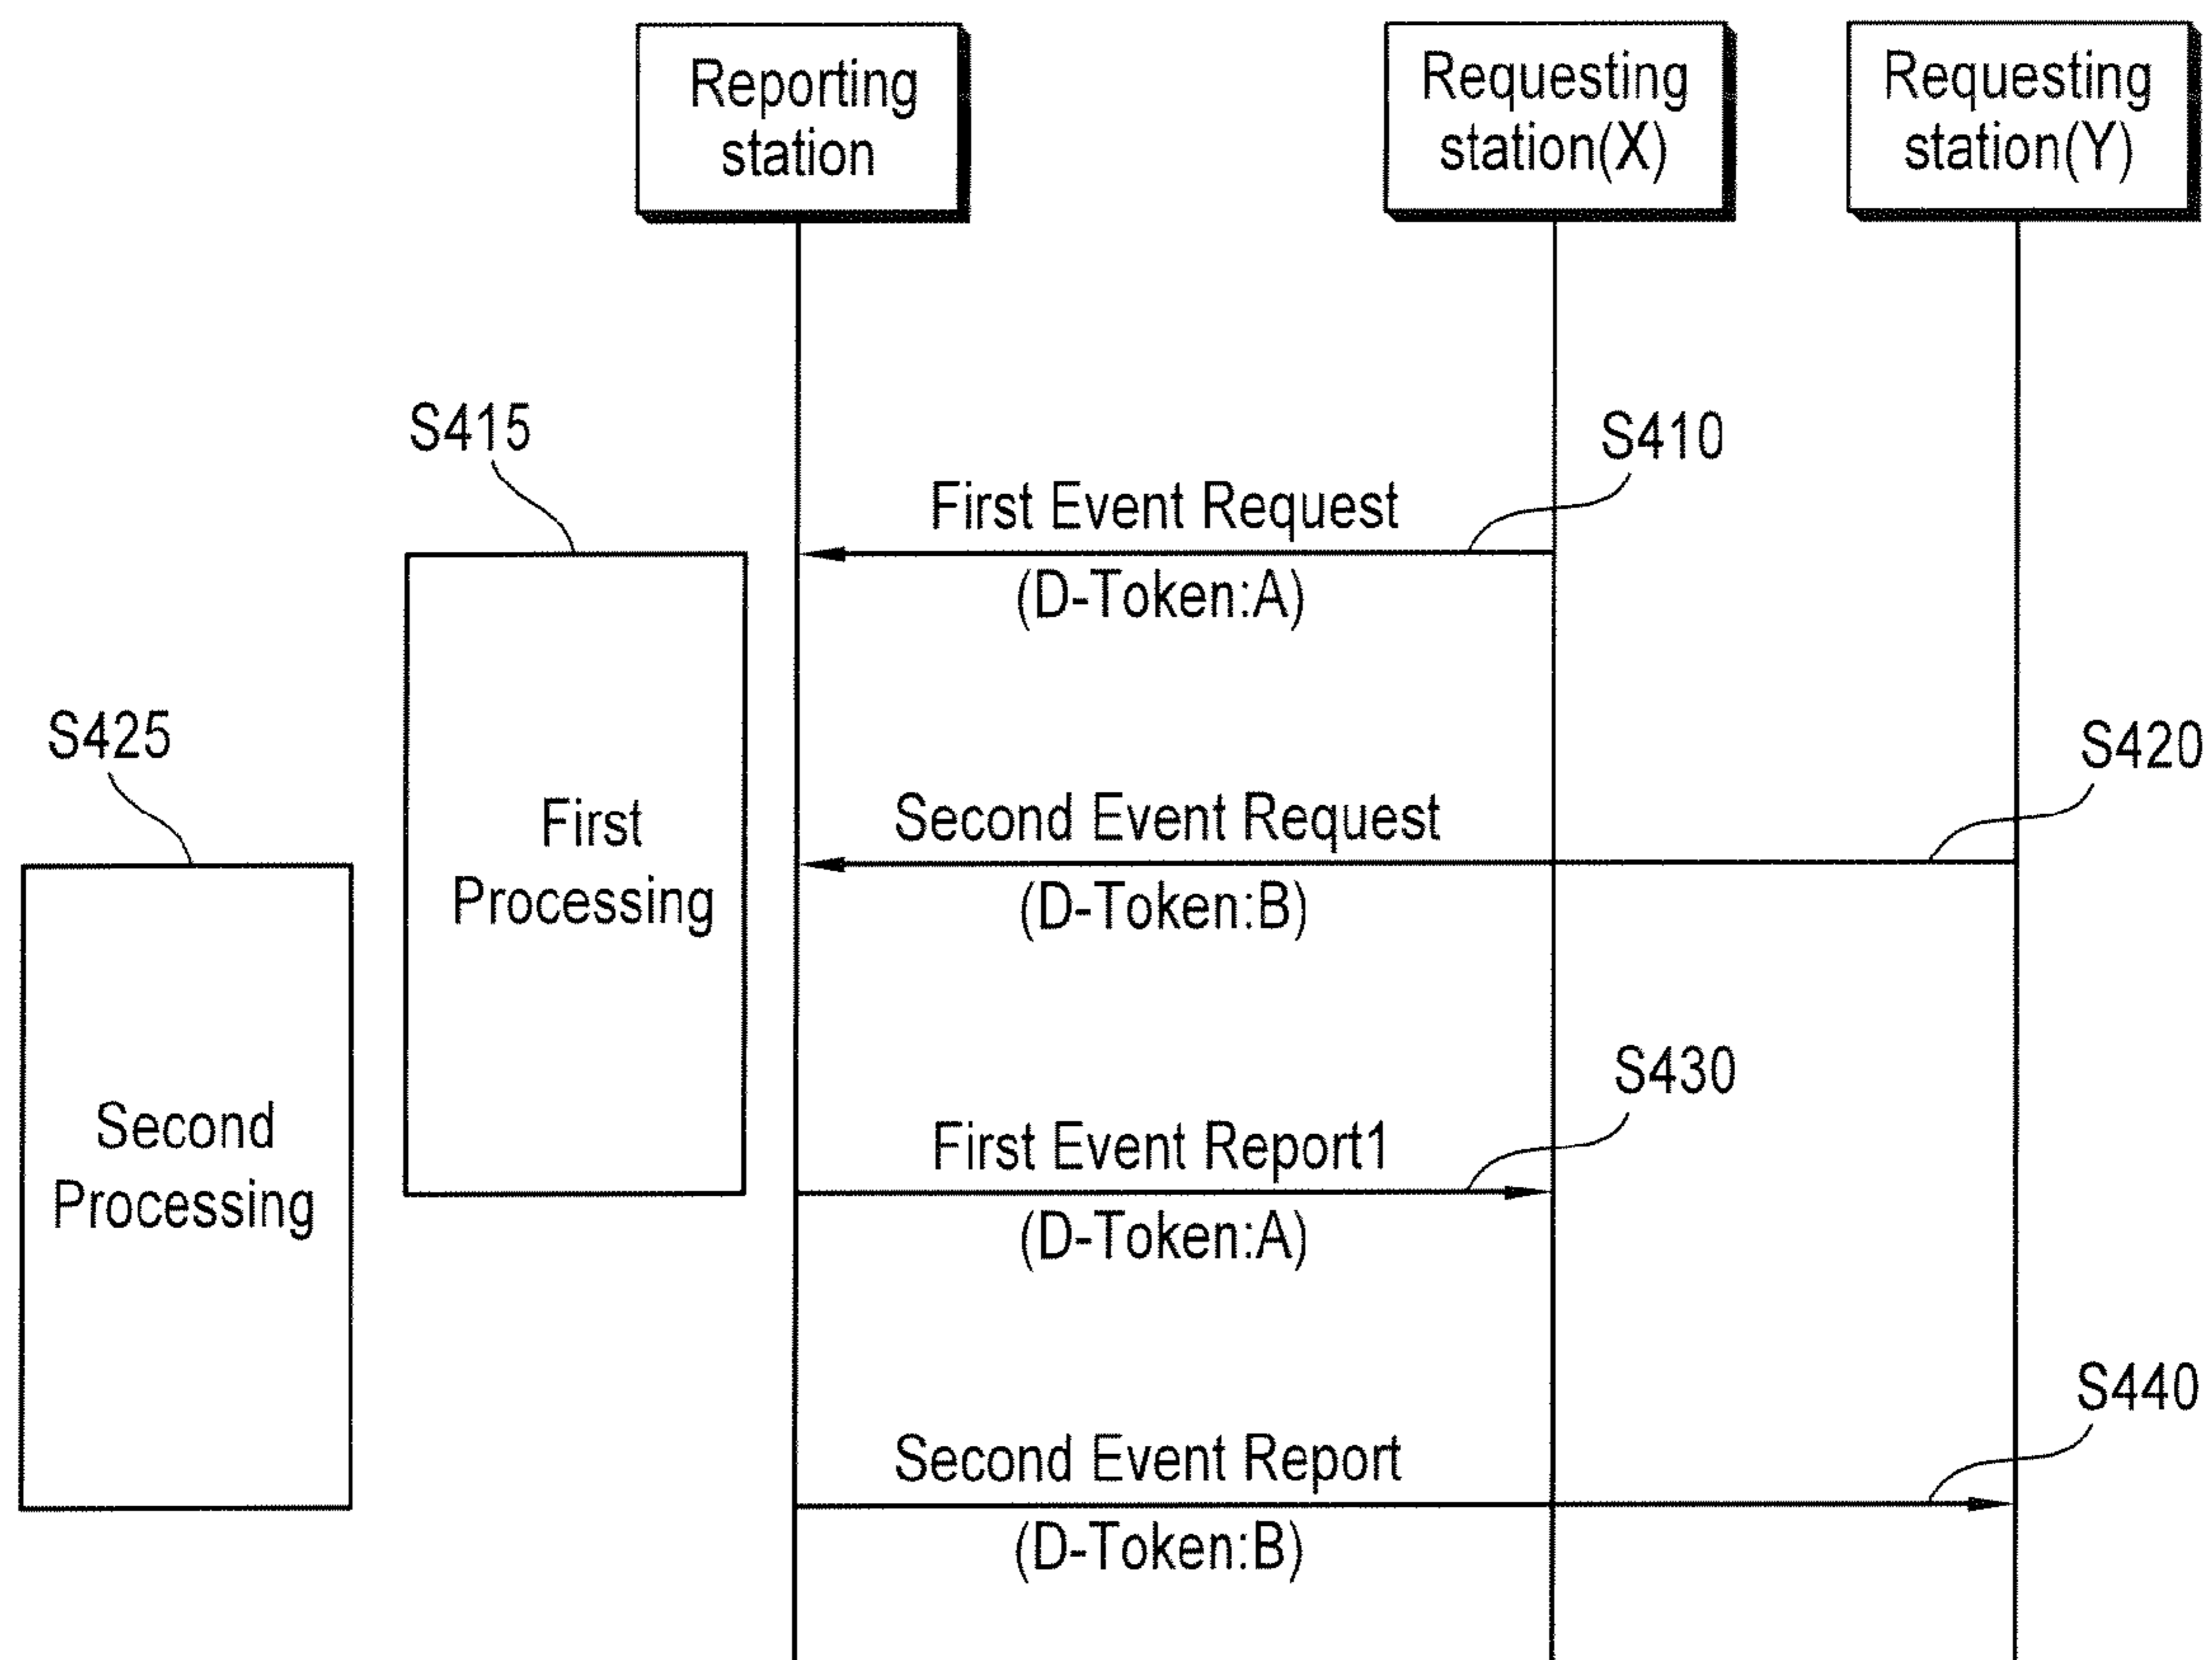 Reporting
station
Requesting
station(X)
Requesting
station(Y)
S415
S410
First Event Request
(D-Token:A)
S425
S420
First
Processing
Second Event Request
(D-Token:B)
S430
Second
Processing
First Event Report1
(D-Token:A)
S440
Second Event Report
(D-Token:B)